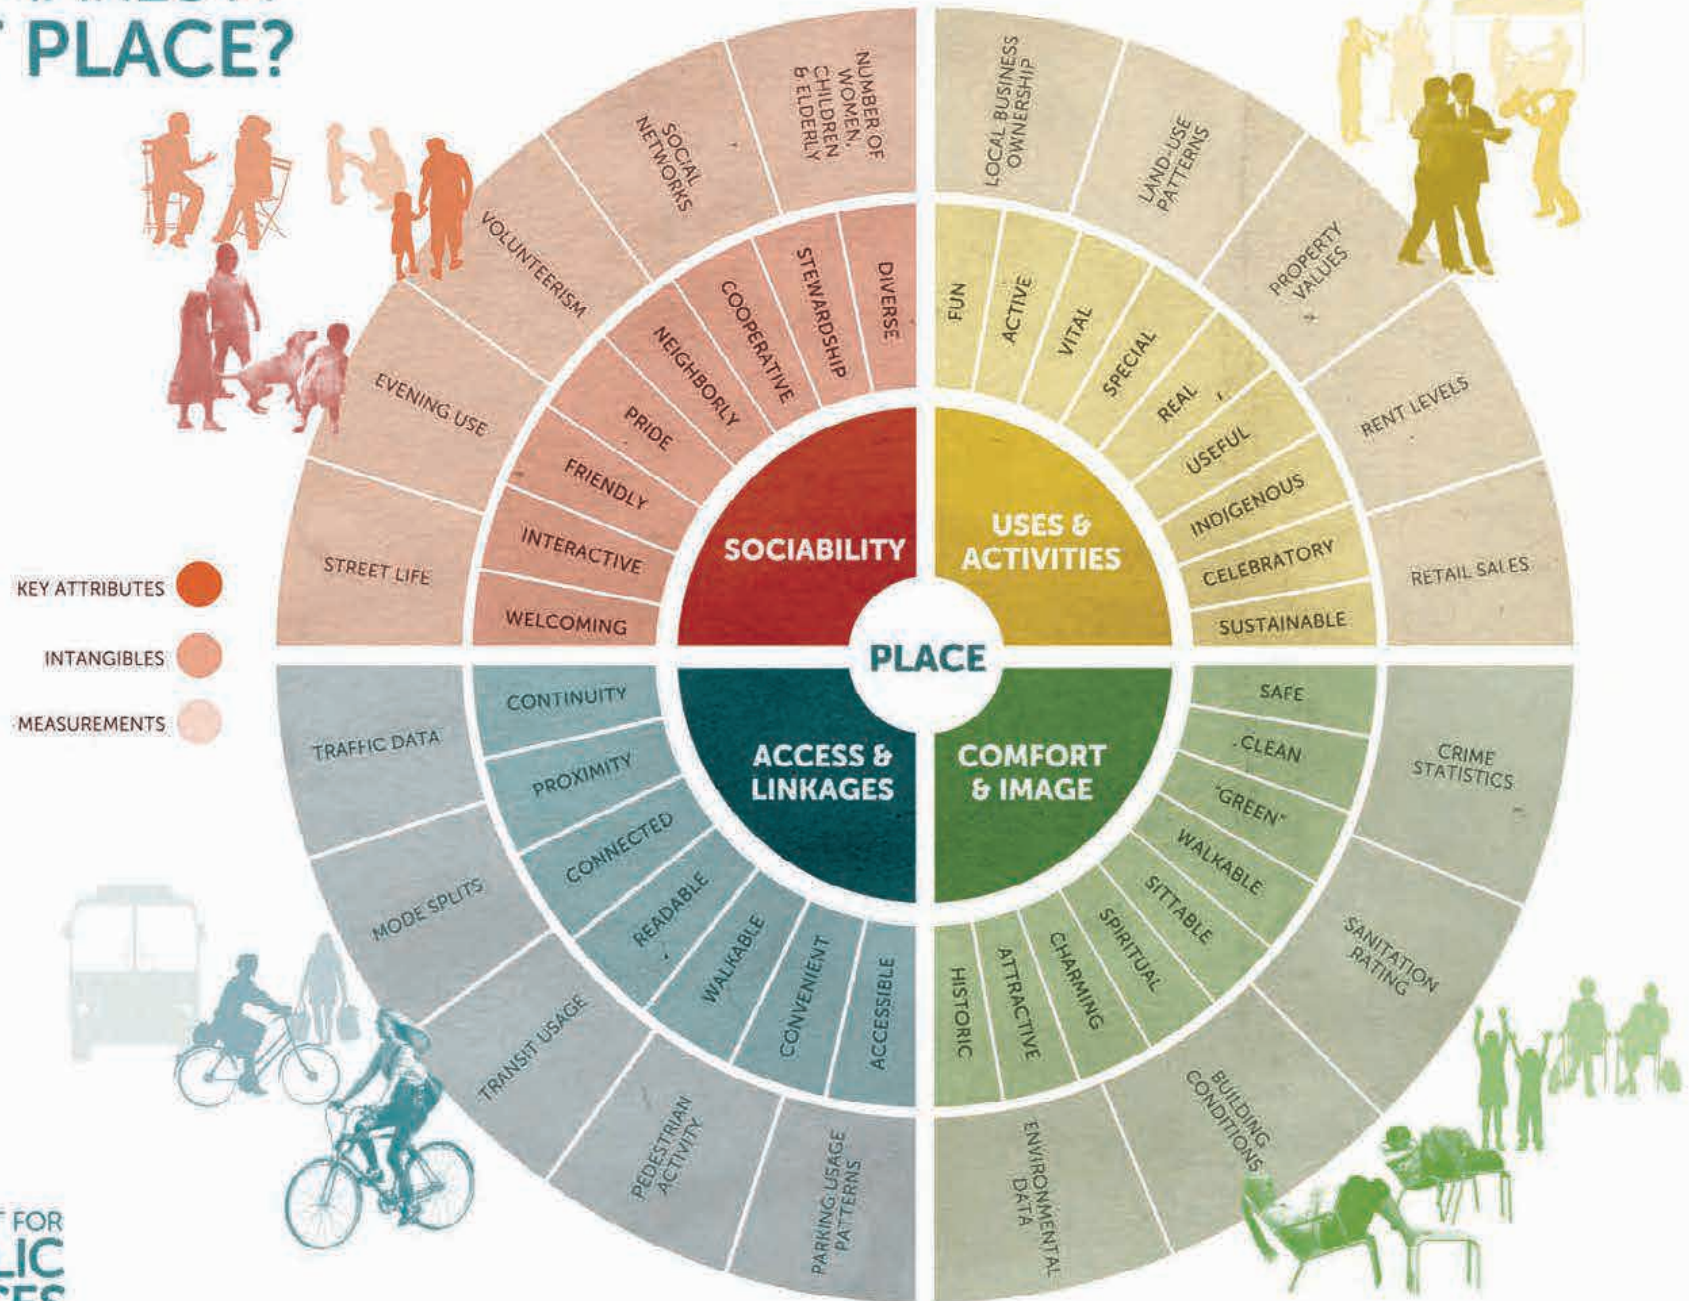 PLACE?
KEY ATTRIBUTES
INTANGIBLES
MEASUREMENTS
STREET LIFE
EVENING USE
VOLUNTEERISM
SOCIAL
NETWORKS
NUMBER OF
WOMEN,
CHILDREN
& ELDERLY
LOCAL BUSINESS
OWNERSHIP
LAND-USE
PATTERNS
PROPERTY
VALUES
RENT LEVELS
RETAIL SALES
WELCOMING
INTERACTIVE
FRIENDLY
PRIDE
NEIGHBORLY
COOPERATIVE
STEWARDSHIP
DIVERSE
FUN
ACTIVE
VITAL
SPECIAL
REAL
USEFUL
INDIGENOUS
CELEBRATORY
SUSTAINABLE
SOCIABILITY
USES &
ACTIVITIES
PLACE
ACCESS &
LINKAGES
COMFORT
& IMAGE
CONTINUITY
PROXIMITY
CONNECTED
READABLE
WALKABLE
CONVENIENT
ACCESSIBLE
HISTORIC
ATTRACTIVE
CHARMING
SPIRITUAL
SITTABLE
WALKABLE
"GREEN"
CLEAN
SAFE
TRAFFIC DATA
MODE SPLITS
TRANSIT USAGE
PEDESTRIAN
ACTIVITY
PARKING USAGE
PATTERNS
ENVIRONMENTAL
DATA
BUILDING
CONDITIONS
SANITATION
RATING
CRIME
STATISTICS
FOR